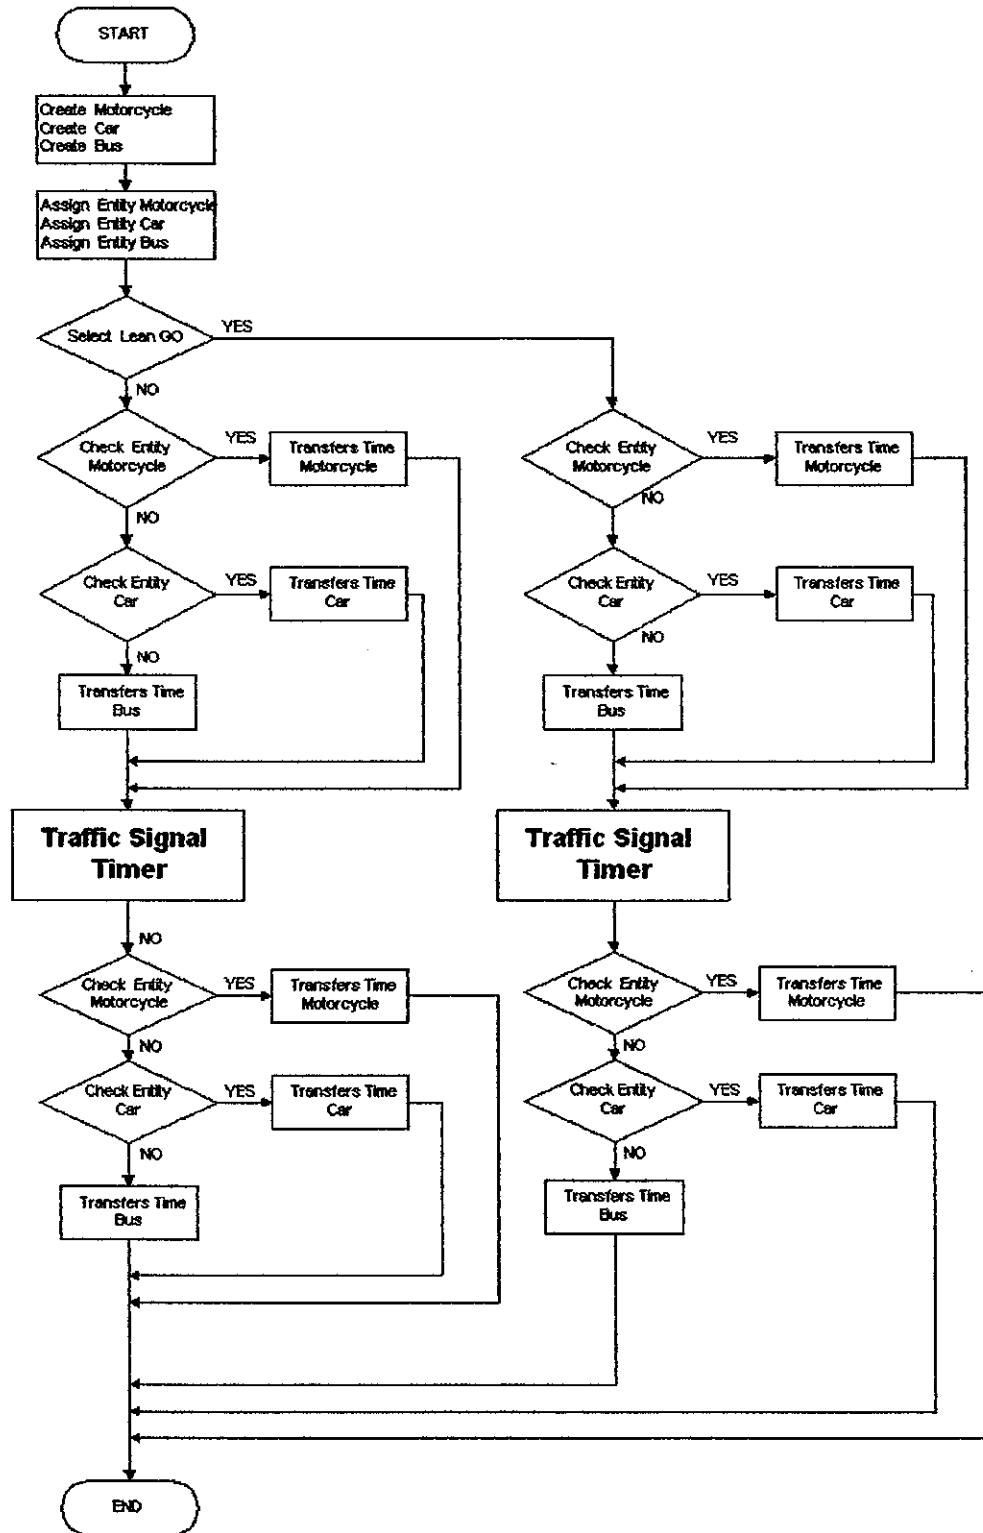 START
Create Motorcycle
Create Car
Create Bus
Assign Entity Motorcycle
Assign Entity Car
Assign Entity Bus
Select Lean GO
YES
NO
Check Entity
Motorcycle
YES
Transfers Time
Motorcycle
NO
Check Entity
Car
YES
Transfers Time
Car
NO
Transfers Time
Bus
Traffic Signal
Timer
NO
Check Entity
Motorcycle
YES
Transfers Time
Motorcycle
NO
Check Entity
Car
YES
Transfers Time
Car
NO
Transfers Time
Bus
Check Entity
Motorcycle
YES
Transfers Time
Motorcycle
NO
Check Entity
Car
YES
Transfers Time
Car
NO
Transfers Time
Bus
Traffic Signal
Timer
Check Entity
Motorcycle
YES
Transfers Time
Motorcycle
NO
Check Entity
Car
YES
Transfers Time
Car
NO
Transfers Time
Bus
END